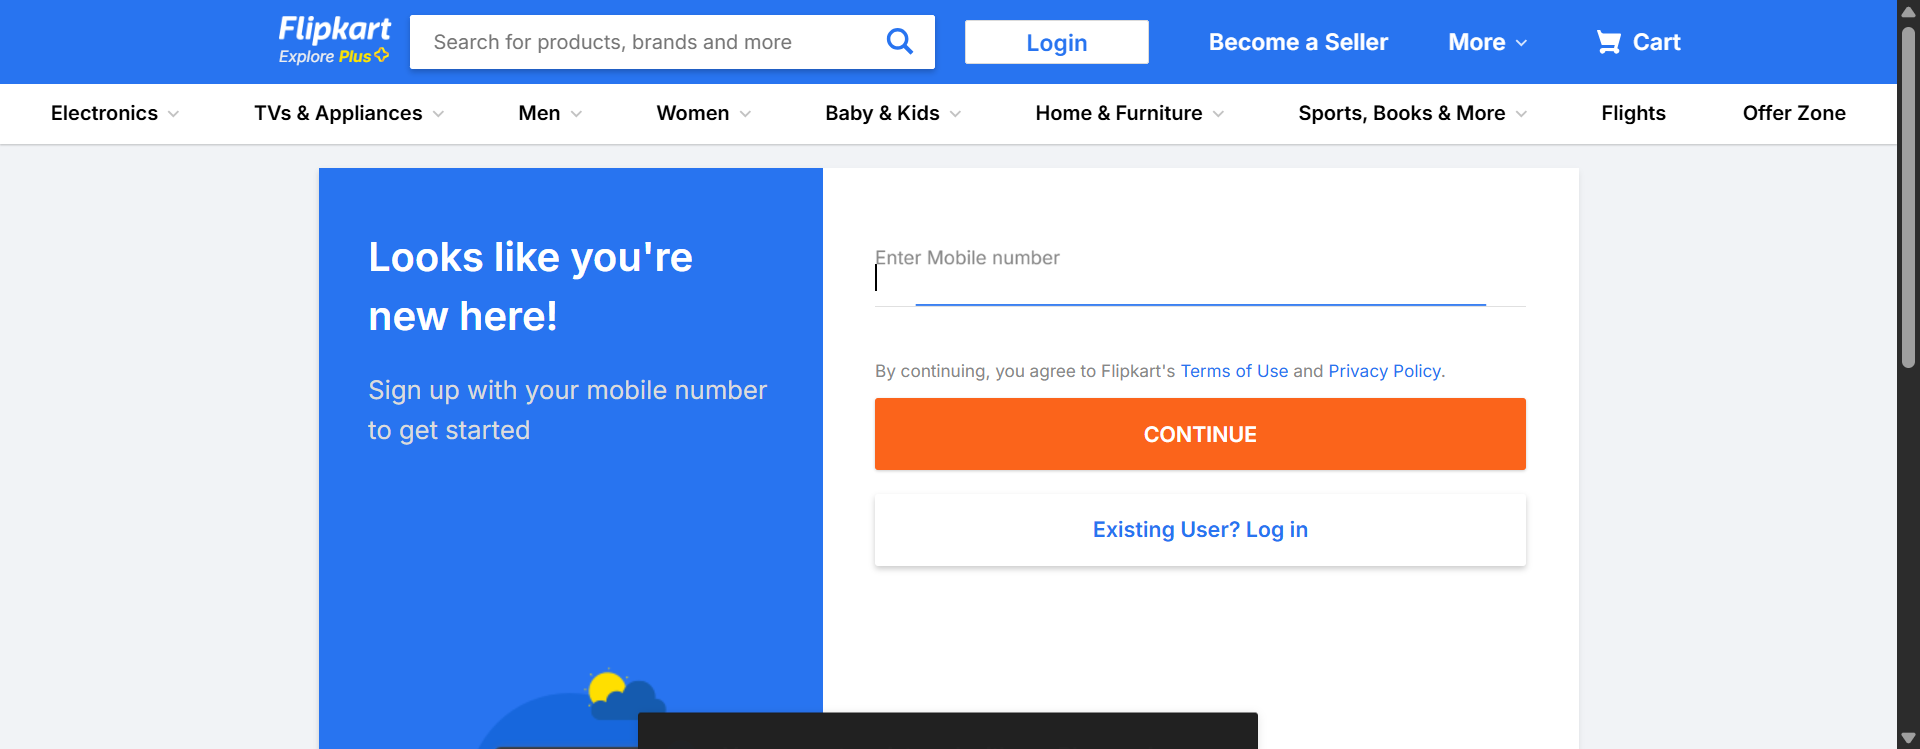 Flipkart
Explore Plus
Search for products, brands and more
Login
Become a Seller
More
Cart
Electronics
TVs & Appliances
Men
Women
Baby & Kids
Home & Furniture
Sports, Books & More
Flights
Offer Zone
Looks like you're
new here!
Sign up with your mobile number
to get started
Enter Mobile number
By continuing, you agree to Flipkart's Terms of Use and Privacy Policy.
CONTINUE
Existing User? Log in